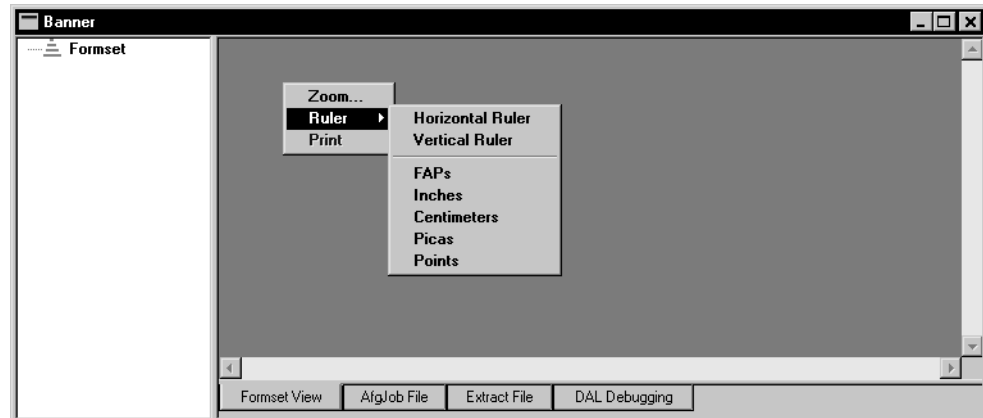 Banner
Formset
Zoom...
Ruler
Print
Horizontal Ruler
Vertical Ruler
FAPs
Inches
Centimeters
Picas
Points
Formset View AfgJob File Extract File DAL Debugging